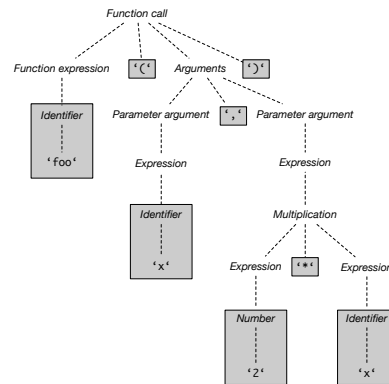 Function call
Function expression ‘(‘ Arguments ‘)‘
Identifier Parameter argument ‘,‘ Parameter argument
‘foo‘ Expression Expression
Identifier Multiplication
‘x‘ Expression ‘*‘ Expression
Number Identifier
‘2‘ ‘x‘